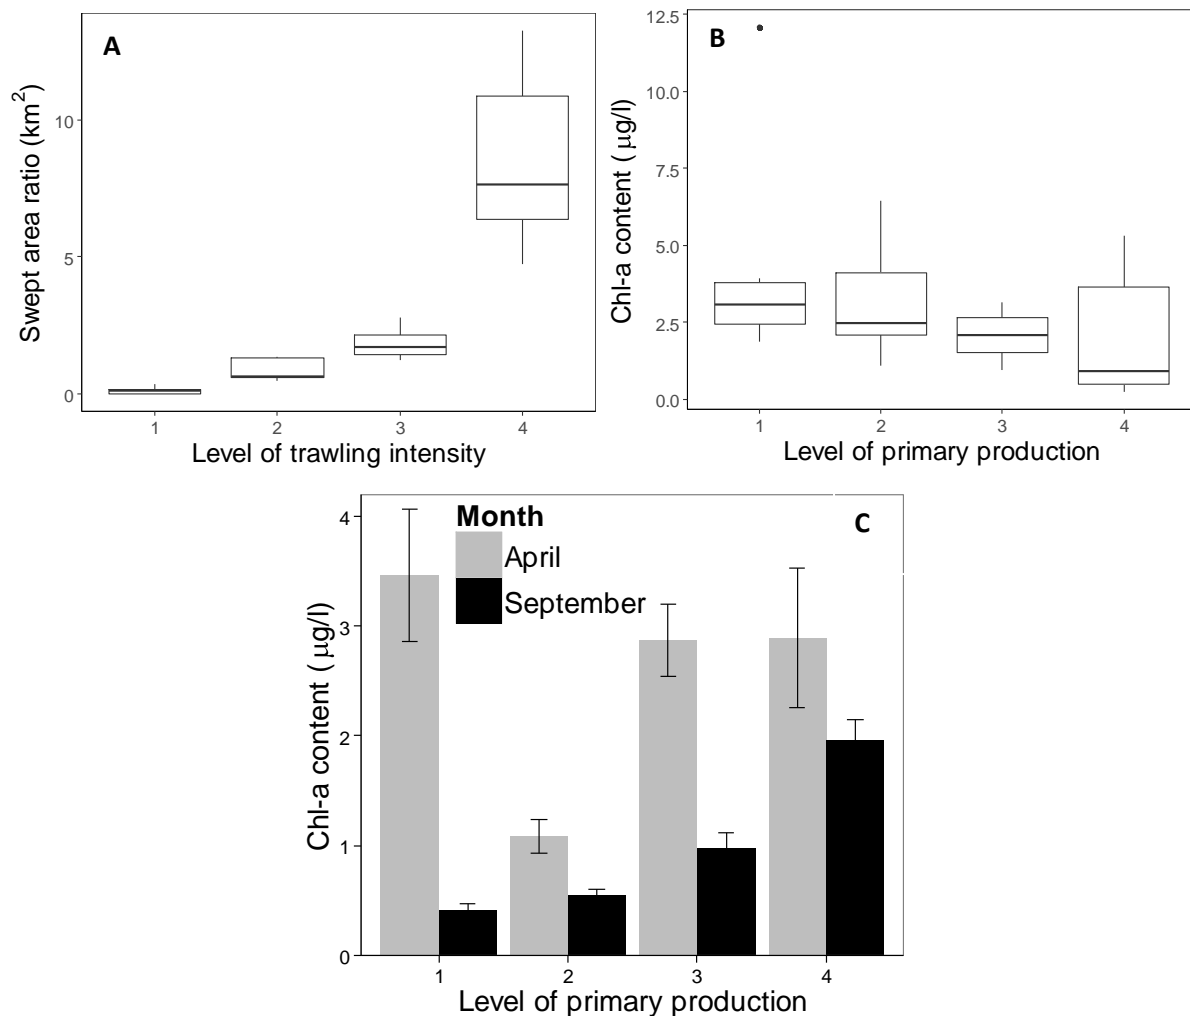 A
Swept area ratio (km²)
10
5
0
1 2 3 4
Level of trawling intensity
B
Chl-a content ( μg/l)
12.5
10.0
7.5
5.0
2.5
0.0
1 2 3 4
Level of primary production
C
Month
April
September
Chl-a content ( μg/l)
4
3
2
1
0
1 2 3 4
Level of primary production